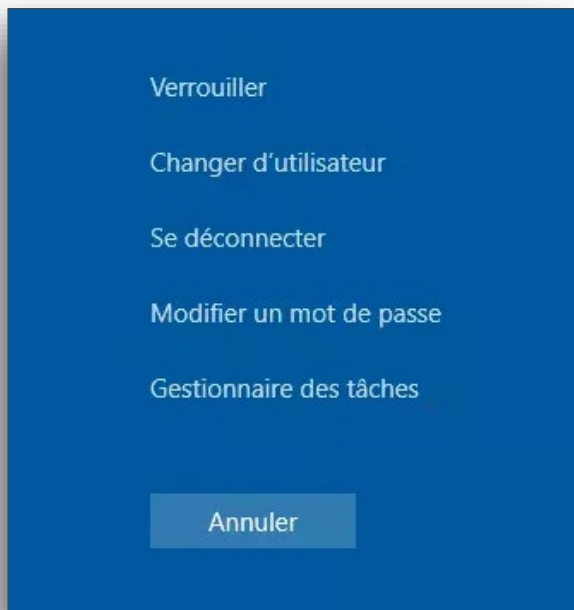 Verrouiller
Changer d’utilisateur
Se déconnecter
Modifier un mot de passe
Gestionnaire des tâches
Annuler